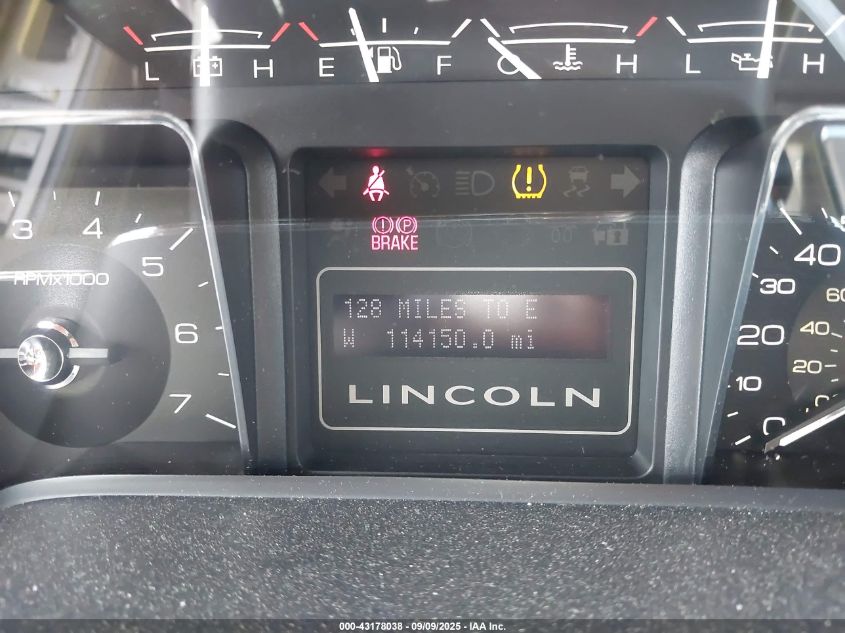 L H E F C H L H
3 4 5 6 7
RPMx1000
BRAKE
128 MILES TO E
W 114150.0 mi
LINCOLN
40 30 20 10 0
60 40 20 0
000-43178038 - 09/09/2025 - IAA Inc.